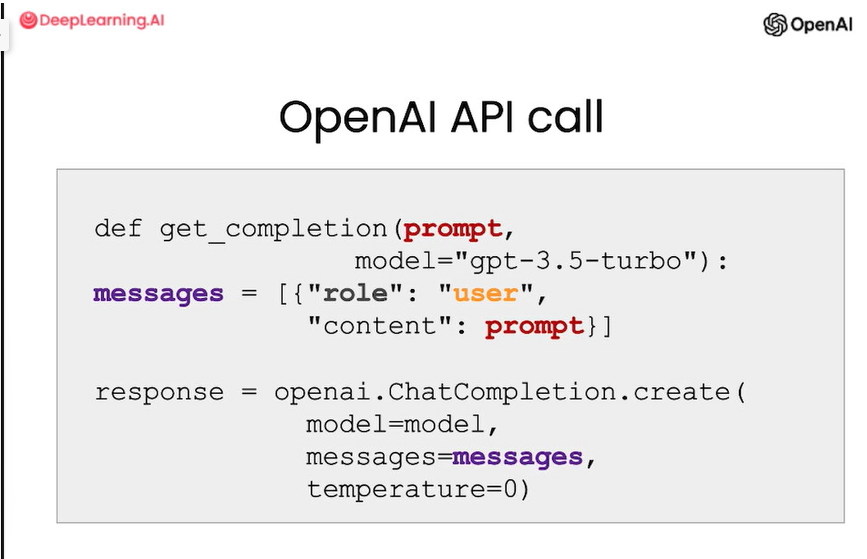 DeepLearning.AI
OpenAI
OpenAI API call
def get_completion(prompt,
model="gpt-3.5-turbo"):
messages = [{"role": "user",
"content": prompt}]
response = openai.ChatCompletion.create(
model=model,
messages=messages,
temperature=0)